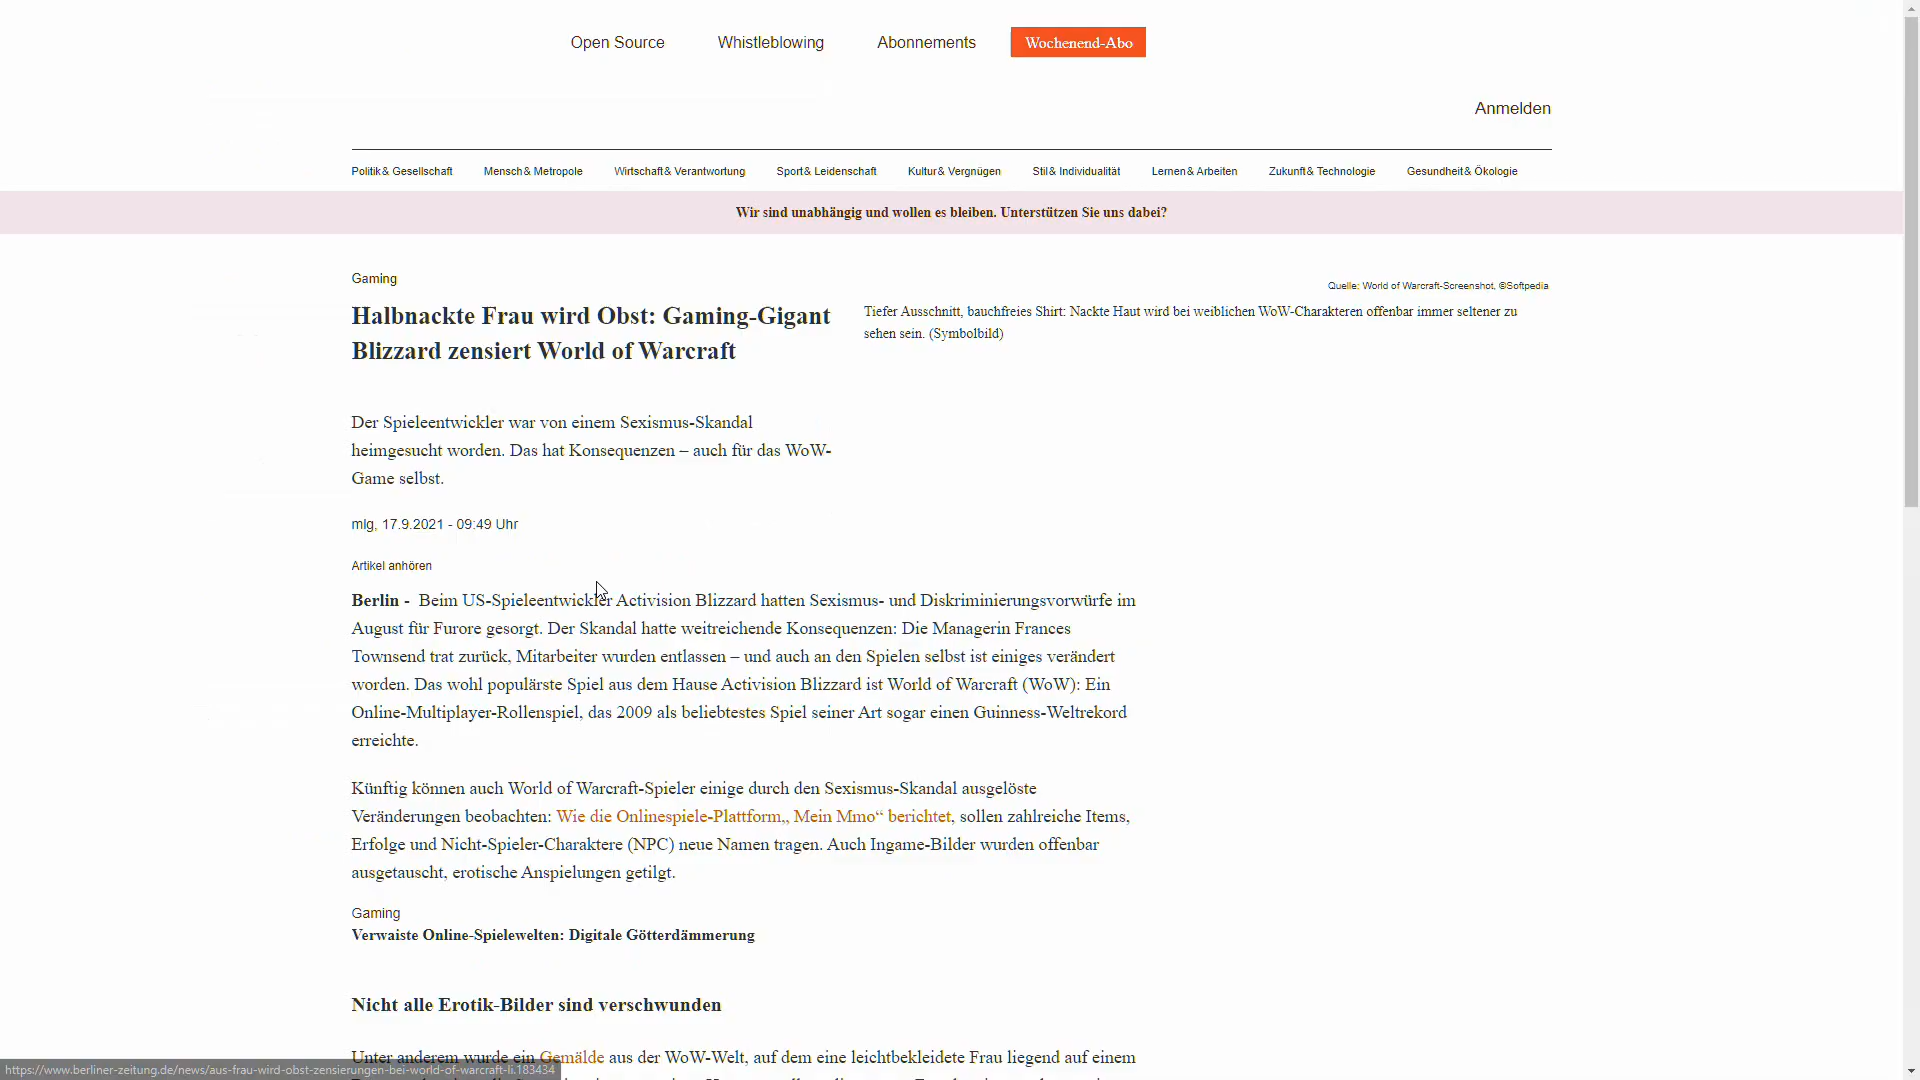 Open Source Whistleblowing Abonnements Wochenend-Abo
Anmelden
Politik & Gesellschaft Mensch & Metropole Wirtschaft & Verantwortung Sport & Leidenschaft Kultur & Vergnügen Stil & Individualität Lernen & Arbeiten Zukunft & Technologie Gesundheit & Ökologie
Wir sind unabhängig und wollen es bleiben. Unterstützen Sie uns dabei?
Gaming
Halbnackte Frau wird Obst: Gaming-Gigant
Blizzard zensiert World of Warcraft
Quelle: World of Warcraft-Screenshot, ©Softpedia
Tiefer Ausschnitt, bauchfreies Shirt: Nackte Haut wird bei weiblichen WoW-Charakteren offenbar immer seltener zu
sehen sein. (Symbolbild)
Der Spieleentwickler war von einem Sexismus-Skandal
heimgesucht worden. Das hat Konsequenzen – auch für das WoW-
Game selbst.
mlg, 17.9.2021 - 09:49 Uhr
Artikel anhören
Berlin - Beim US-Spieleentwickler Activision Blizzard hatten Sexismus- und Diskriminierungsvorwürfe im
August für Furore gesorgt. Der Skandal hatte weitreichende Konsequenzen: Die Managerin Frances
Townsend trat zurück, Mitarbeiter wurden entlassen – und auch an den Spielen selbst ist einiges verändert
worden. Das wohl populärste Spiel aus dem Hause Activision Blizzard ist World of Warcraft (WoW): Ein
Online-Multiplayer-Rollenspiel, das 2009 als beliebtestes Spiel seiner Art sogar einen Guinness-Weltrekord
erreichte.
Künftig können auch World of Warcraft-Spieler einige durch den Sexismus-Skandal ausgelöste
Veränderungen beobachten: Wie die Onlinespiele-Plattform„ Mein Mmo“ berichtet, sollen zahlreiche Items,
Erfolge und Nicht-Spieler-Charaktere (NPC) neue Namen tragen. Auch Ingame-Bilder wurden offenbar
ausgetauscht, erotische Anspielungen getilgt.
Gaming
Verwaiste Online-Spielewelten: Digitale Götterdämmerung
Nicht alle Erotik-Bilder sind verschwunden
Unter anderem wurde ein Gemälde aus der WoW-Welt, auf dem eine leichtbekleidete Frau liegend auf einem
https://www.berliner-zeitung.de/news/aus-frau-wird-obst-zensierungen-bei-world-of-warcraft-li.183434